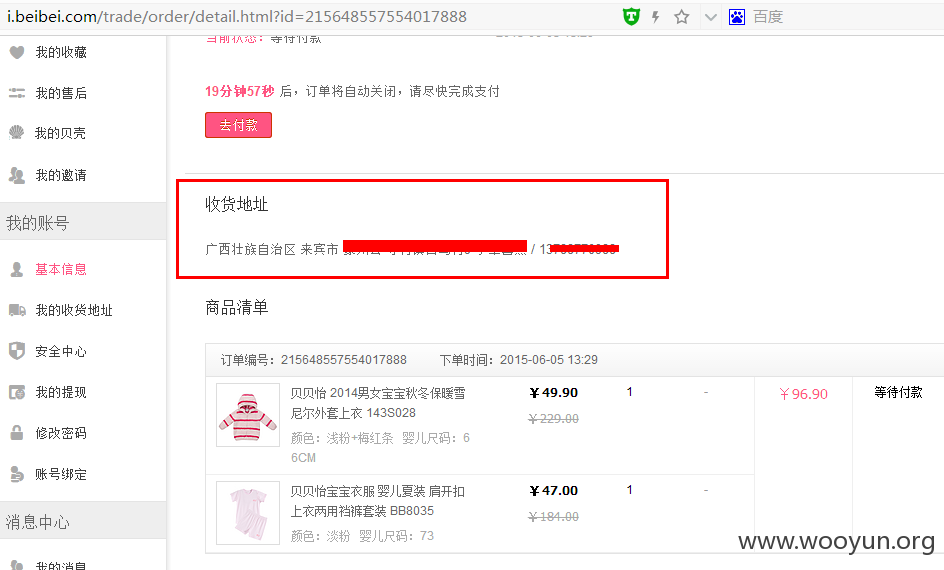 i.beibei.com/trade/order/detail.html?id=215648557554017888
百度
我的收藏
我的售后
我的贝壳
我的邀请
我的账号
基本信息
我的收货地址
安全中心
我的提现
修改密码
账号绑定
消息中心
我的消息
当前状态：等待付款
19分钟57秒 后，订单将自动关闭，请尽快完成支付
去付款
收货地址
广西壮族自治区 来宾市 / 13
商品清单
订单编号：215648557554017888 下单时间：2015-06-05 13:29
贝贝怡 2014男女宝宝秋冬保暖雪 ￥49.90 1 - ￥96.90 等待付款
尼尔外套上衣 143S028 ￥229.00
颜色：浅粉+梅红条 婴儿尺码：6
6CM
贝贝怡宝宝衣服 婴儿夏装 肩开扣 ￥47.00 1 -
上衣两用裆裤套装 BB8035 ￥184.00
颜色：淡粉 婴儿尺码：73
www.wooyun.org